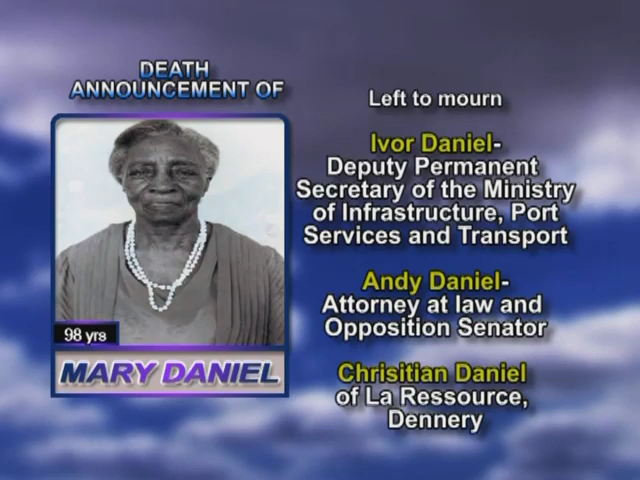 DEATH
ANNOUNCEMENT OF
98 yrs
MARY DANIEL
Left to mourn
Ivor Daniel-
Deputy Permanent
Secretary of the Ministry
of Infrastructure, Port
Services and Transport
Andy Daniel-
Attorney at law and
Opposition Senator
Chrisitian Daniel
of La Ressource,
Dennery